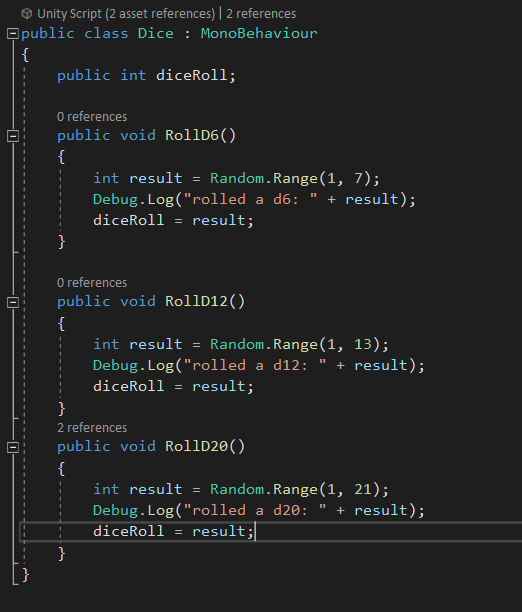 Unity Script (2 asset references) | 2 references
public class Dice : MonoBehaviour
{
public int diceRoll;
0 references
public void RollD6()
{
int result = Random.Range(1, 7);
Debug.Log("rolled a d6: " + result);
diceRoll = result;
}
0 references
public void RollD12()
{
int result = Random.Range(1, 13);
Debug.Log("rolled a d12: " + result);
diceRoll = result;
}
2 references
public void RollD20()
{
int result = Random.Range(1, 21);
Debug.Log("rolled a d20: " + result);
diceRoll = result;
}
}